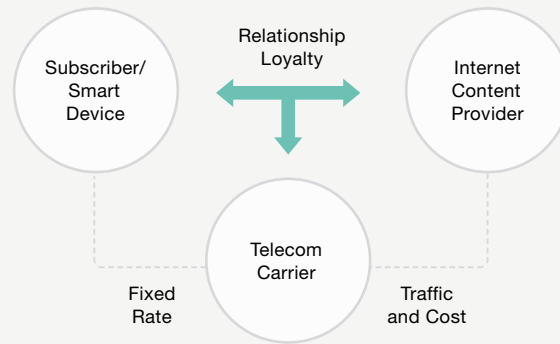 Relationship
Loyalty
Subscriber/
Smart
Device
Internet
Content
Provider
Telecom
Carrier
Fixed
Rate
Traffic
and Cost